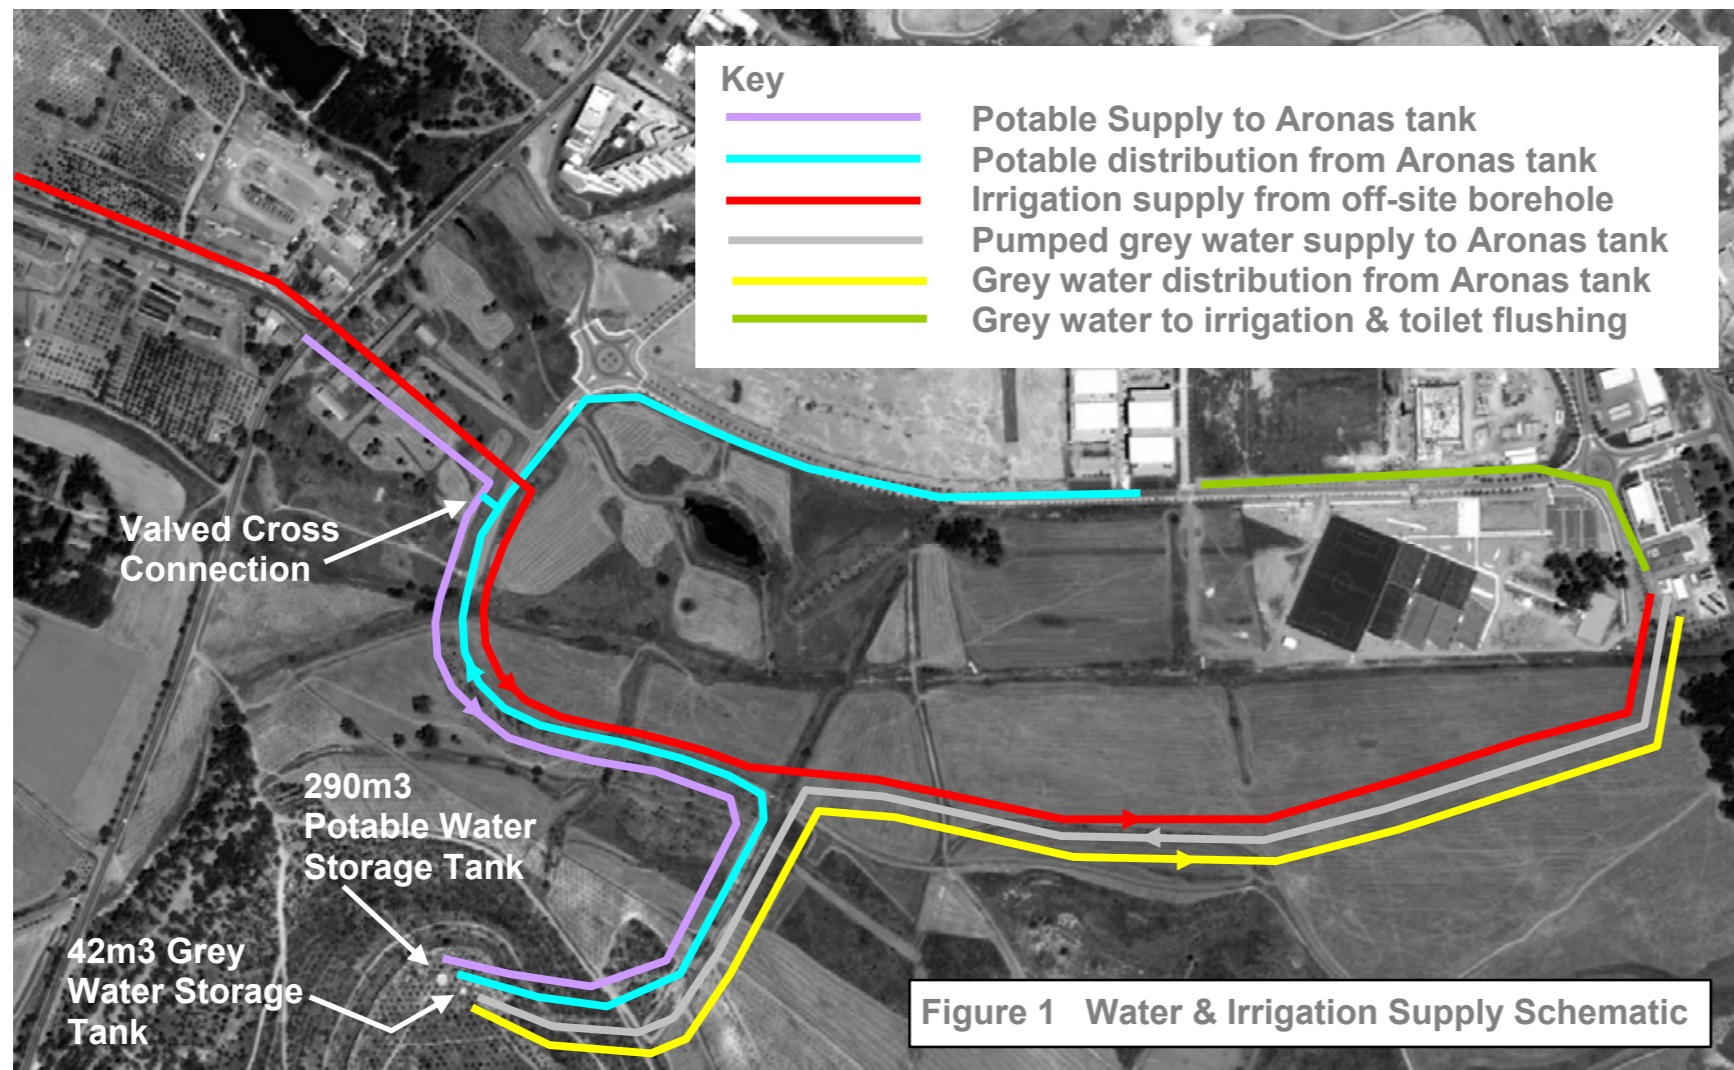 Key
Potable Supply to Aronas tank
Potable distribution from Aronas tank
Irrigation supply from off-site borehole
Pumped grey water supply to Aronas tank
Grey water distribution from Aronas tank
Grey water to irrigation & toilet flushing
Valved Cross
Connection
290m3
Potable Water
Storage Tank
42m3 Grey
Water Storage
Tank
Figure 1 Water & Irrigation Supply Schematic